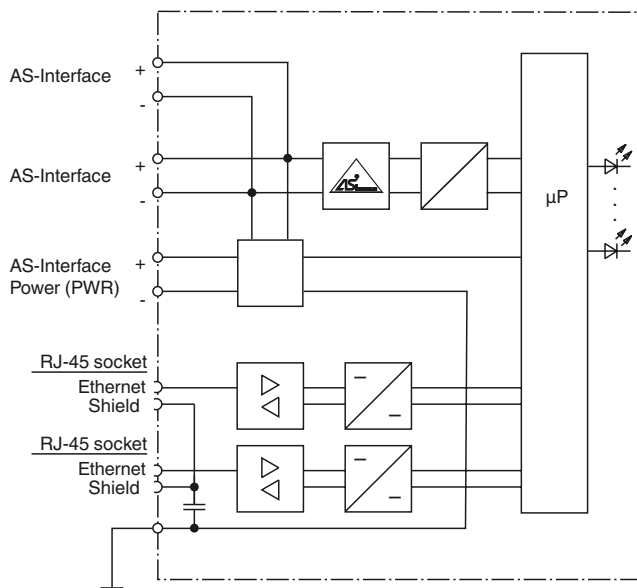 AS-Interface
+
-
AS-Interface
+
-
µP
AS-Interface
Power (PWR)
+
-
RJ-45 socket
Ethernet
Shield
RJ-45 socket
Ethernet
Shield